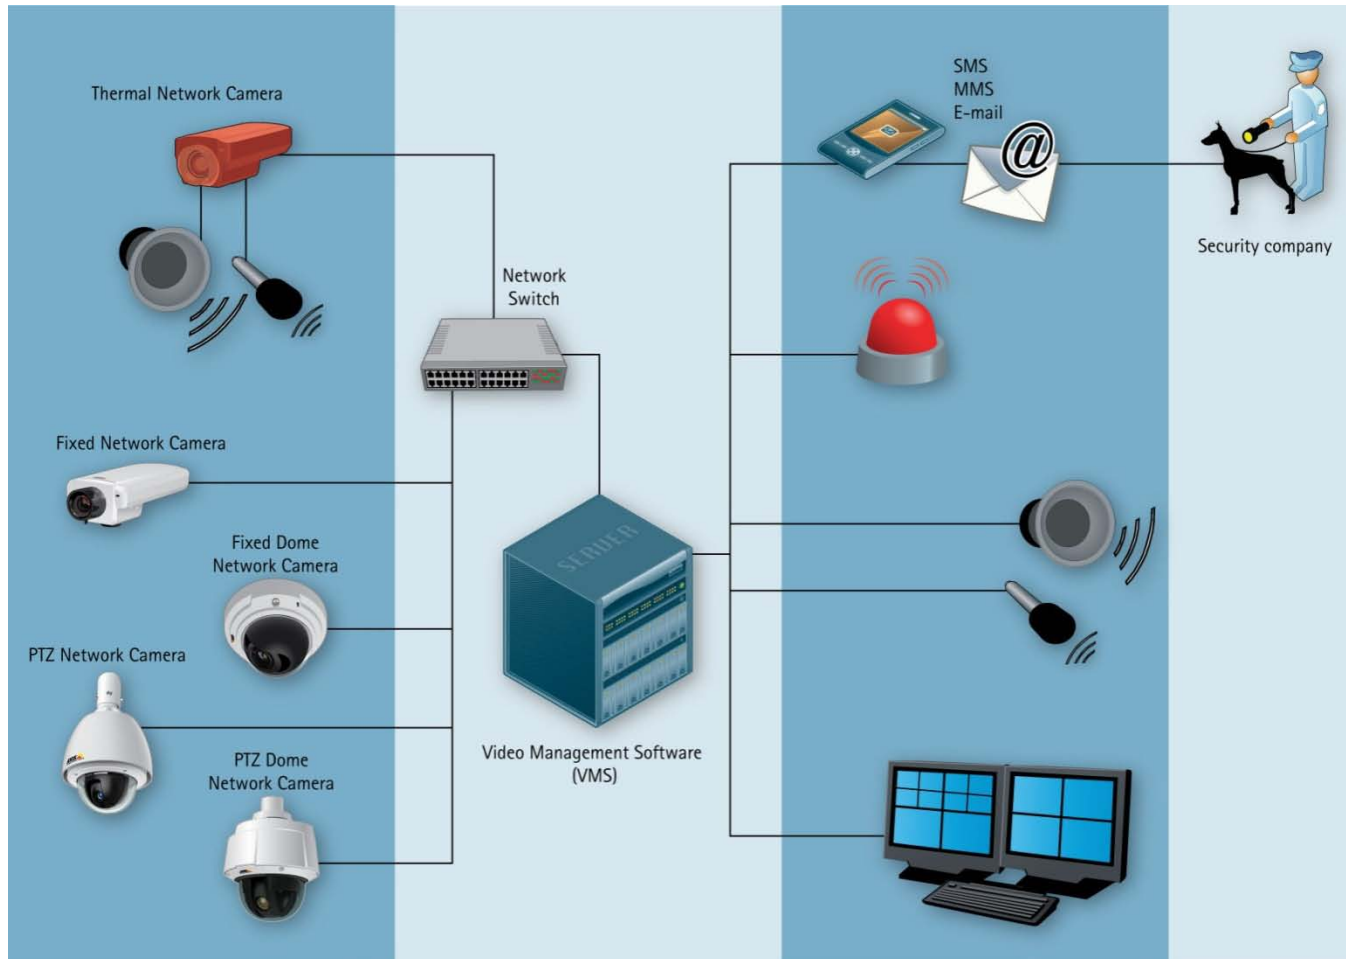 Thermal Network Camera
SMS
MMS
E-mail
@
Security company
Network
Switch
Fixed Network Camera
SERVER
Fixed Dome
Network Camera
PTZ Network Camera
Video Management Software
(VMS)
PTZ Dome
Network Camera